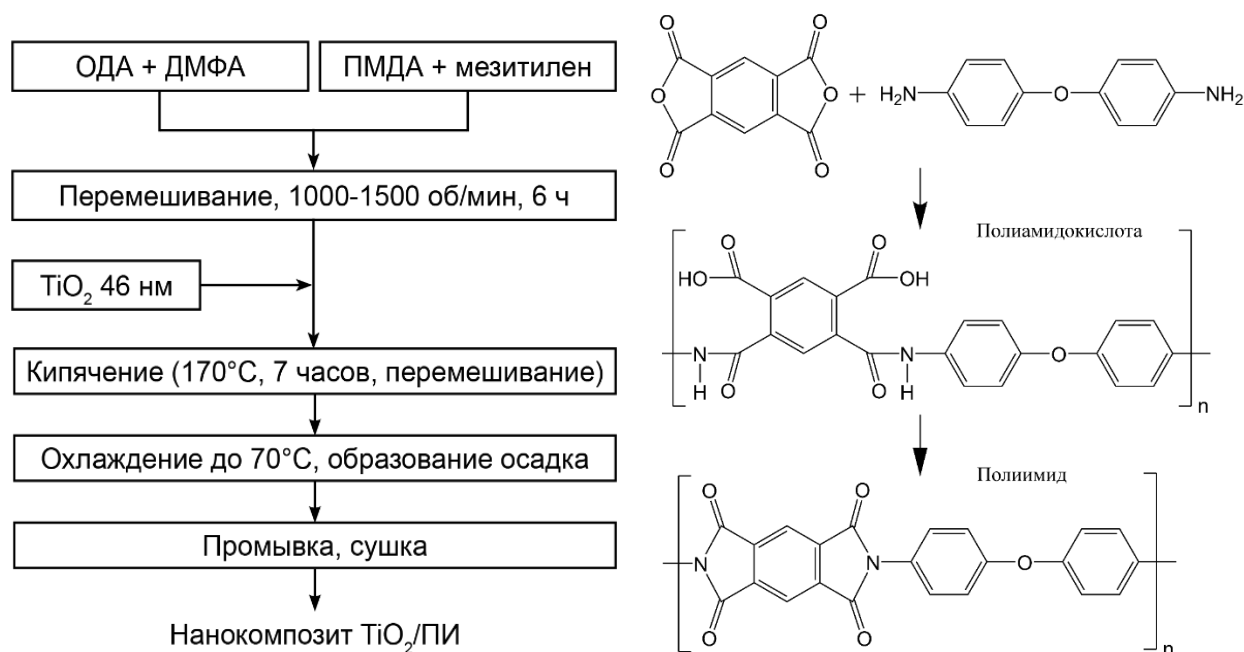 ОДА + ДМФА
ПМДА + мезитилен
Перемешивание, 1000-1500 об/мин, 6 ч
TiO₂ 46 нм
Кипячение (170°C, 7 часов, перемешивание)
Охлаждение до 70°C, образование осадка
Промывка, сушка
Нанокомпозит TiO₂/ПИ
O O
O O
O O
+
H₂N O NH₂
Полиамидокислота
O O
HO OH
N N O
H H
O O
n
Полиимид
O O
N N O
O O
n